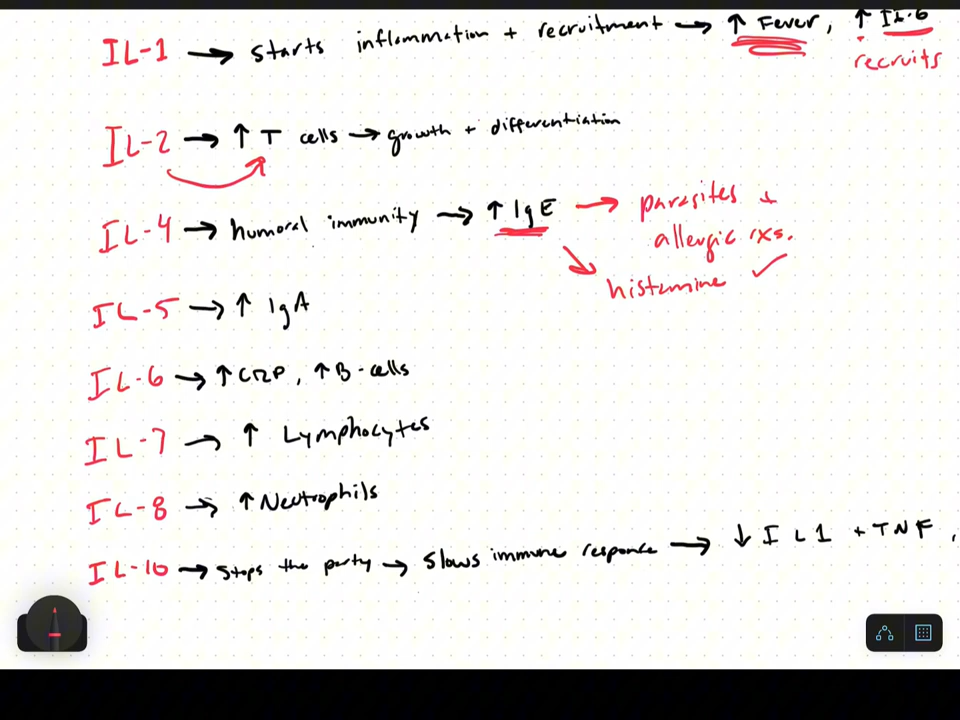 IL-1 → starts inflammation + recruitment → ↑ Fever, ↑ IL-6
recruits
IL-2 → ↑ T cells → growth + differentiation
IL-4 → humoral immunity → ↑ IgE → parasites +
allergic rxs.
histamine ✓
IL-5 → ↑ IgA
IL-6 → ↑ CRP, ↑ B-cells
IL-7 → ↑ Lymphocytes
IL-8 → ↑ Neutrophils
IL-10 → stops the party → slows immune response → ↓ IL1 + TNF,